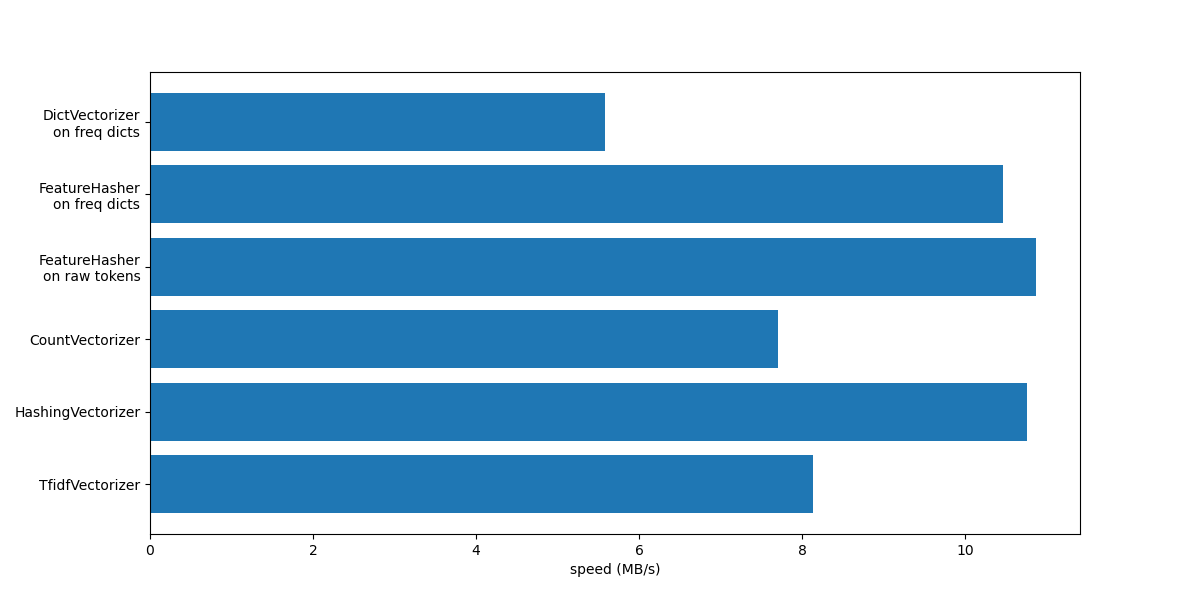 DictVectorizer
on freq dicts
FeatureHasher
on freq dicts
FeatureHasher
on raw tokens
CountVectorizer
HashingVectorizer
TfidfVectorizer
0 2 4 6 8 10
speed (MB/s)